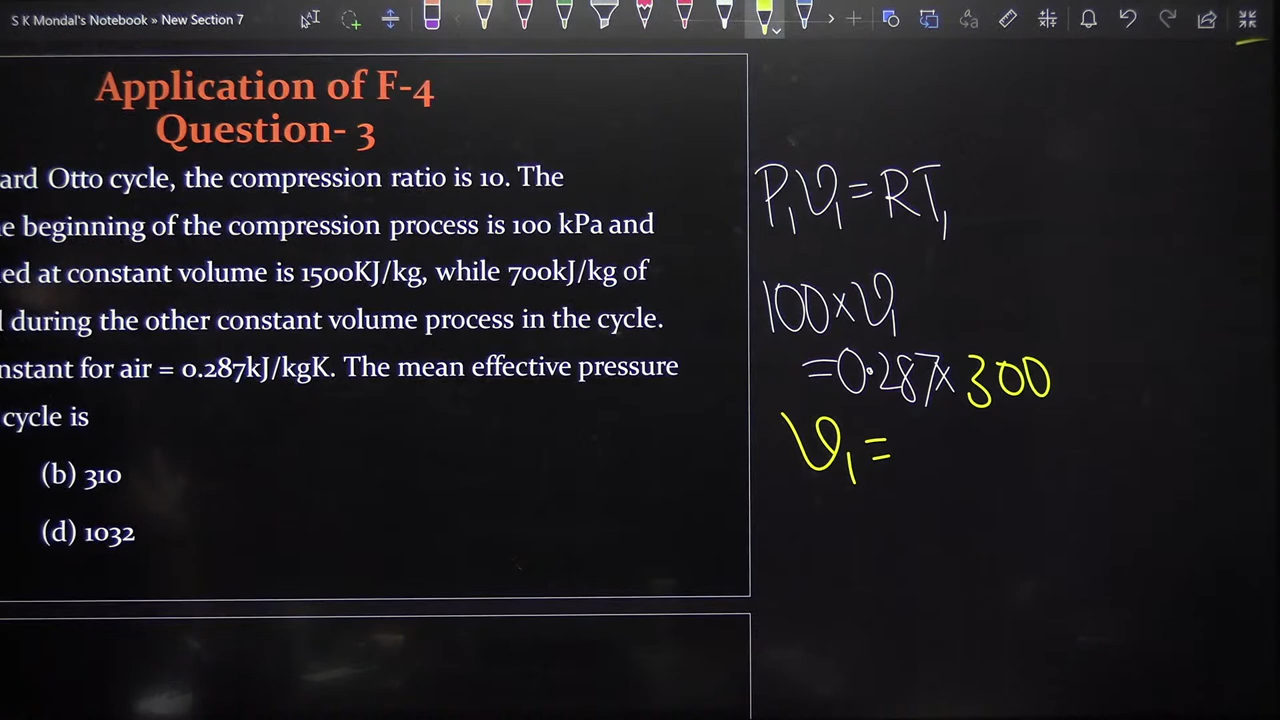 S K Mondal's Notebook » New Section 7
Application of F-4
Question- 3
ard Otto cycle, the compression ratio is 10. The
e beginning of the compression process is 100 kPa and
ed at constant volume is 1500KJ/kg, while 700kJ/kg of
during the other constant volume process in the cycle.
nstant for air = 0.287kJ/kgK. The mean effective pressure
cycle is
(b) 310
(d) 1032
P₁V₁=RT₁
100×V₁
=0.287×300
V₁=